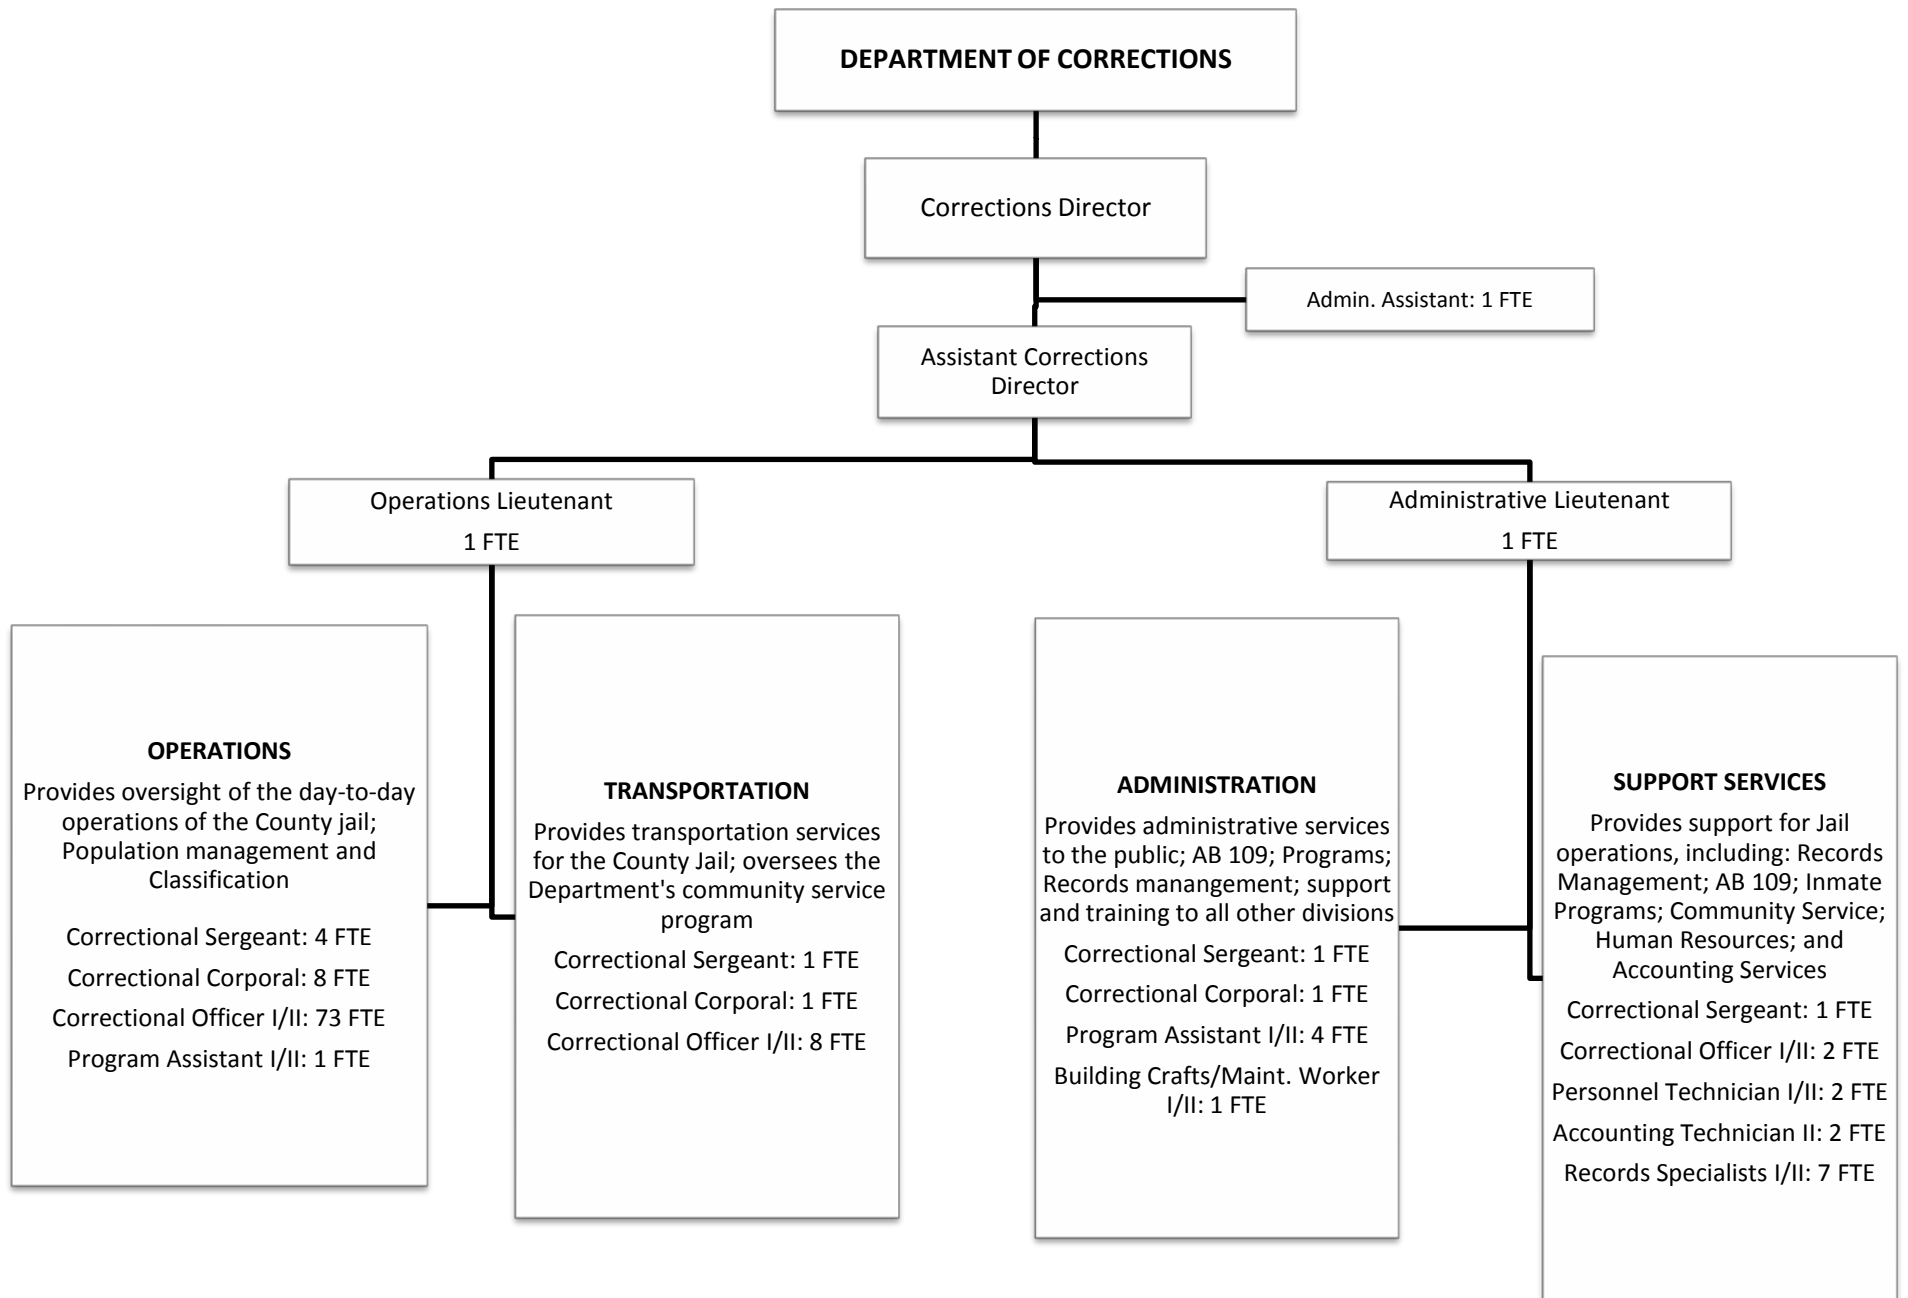 DEPARTMENT OF CORRECTIONS
Corrections Director
Admin. Assistant: 1 FTE
Assistant Corrections
Director
Operations Lieutenant
1 FTE
Administrative Lieutenant
1 FTE
OPERATIONS
Provides oversight of the day-to-day
operations of the County jail;
Population management and
Classification
Correctional Sergeant: 4 FTE
Correctional Corporal: 8 FTE
Correctional Officer I/II: 73 FTE
Program Assistant I/II: 1 FTE
TRANSPORTATION
Provides transportation services
for the County Jail; oversees the
Department's community service
program
Correctional Sergeant: 1 FTE
Correctional Corporal: 1 FTE
Correctional Officer I/II: 8 FTE
ADMINISTRATION
Provides administrative services
to the public; AB 109; Programs;
Records manangement; support
and training to all other divisions
Correctional Sergeant: 1 FTE
Correctional Corporal: 1 FTE
Program Assistant I/II: 4 FTE
Building Crafts/Maint. Worker
I/II: 1 FTE
SUPPORT SERVICES
Provides support for Jail
operations, including: Records
Management; AB 109; Inmate
Programs; Community Service;
Human Resources; and
Accounting Services
Correctional Sergeant: 1 FTE
Correctional Officer I/II: 2 FTE
Personnel Technician I/II: 2 FTE
Accounting Technician II: 2 FTE
Records Specialists I/II: 7 FTE